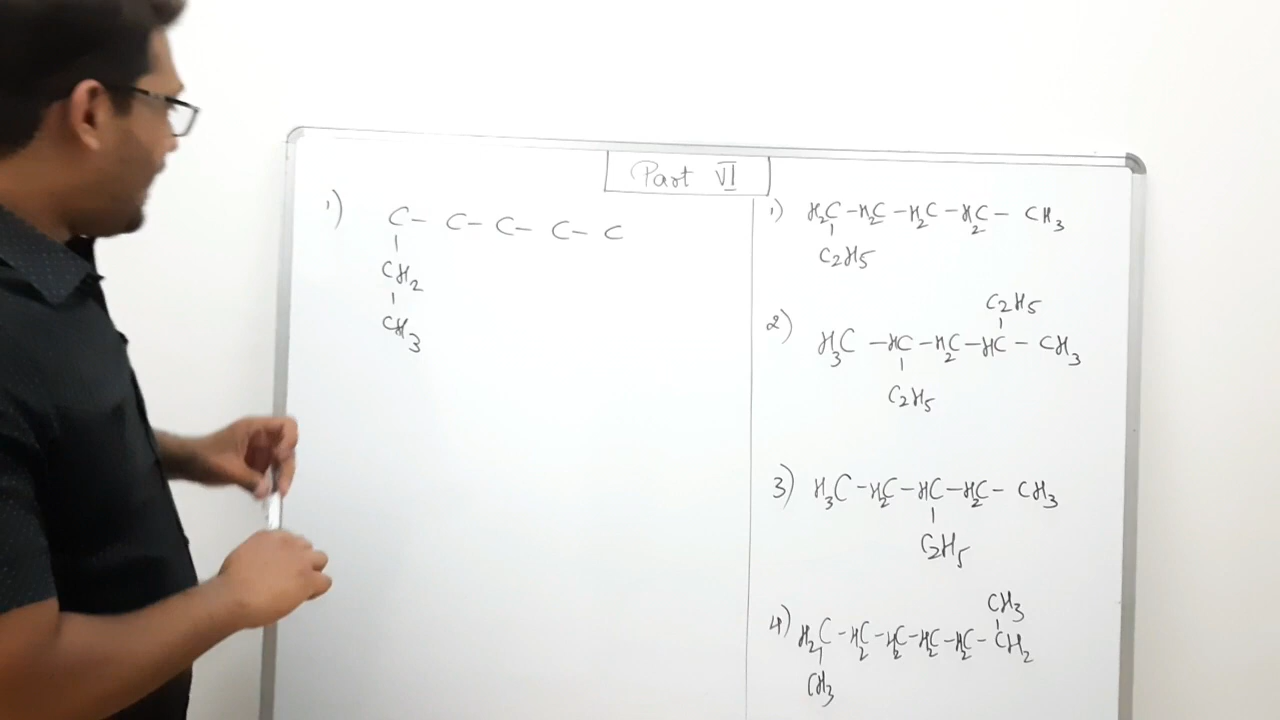 Part VI
1) C- C- C- C- C
CH2
CH3
1) H2C -H2C -H2C -H2C - CH3
C2H5
C2H5
2) H3C -HC -H2C -HC - CH3
C2H5
3) H3C -H2C -HC -H2C - CH3
C2H5
CH3
4) H2C -H2C -H2C -H2C -H2C - CH2
CH3